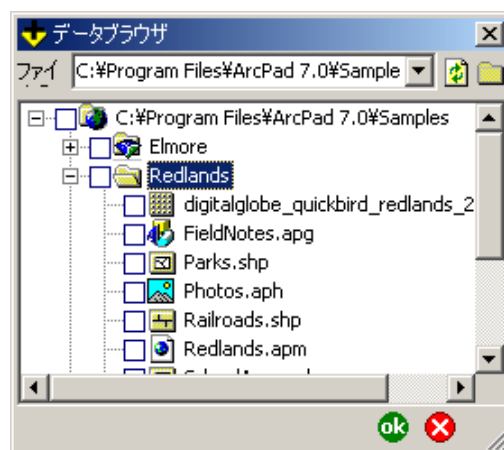 データブラウザ
ファイ C:¥Program Files¥ArcPad 7.0¥Sample
C:¥Program Files¥ArcPad 7.0¥Samples
Elmore
Redlands
digitalglobe_quickbird_redlands_2
FieldNotes.apg
Parks.shp
Photos.aph
Railroads.shp
Redlands.apm
ok